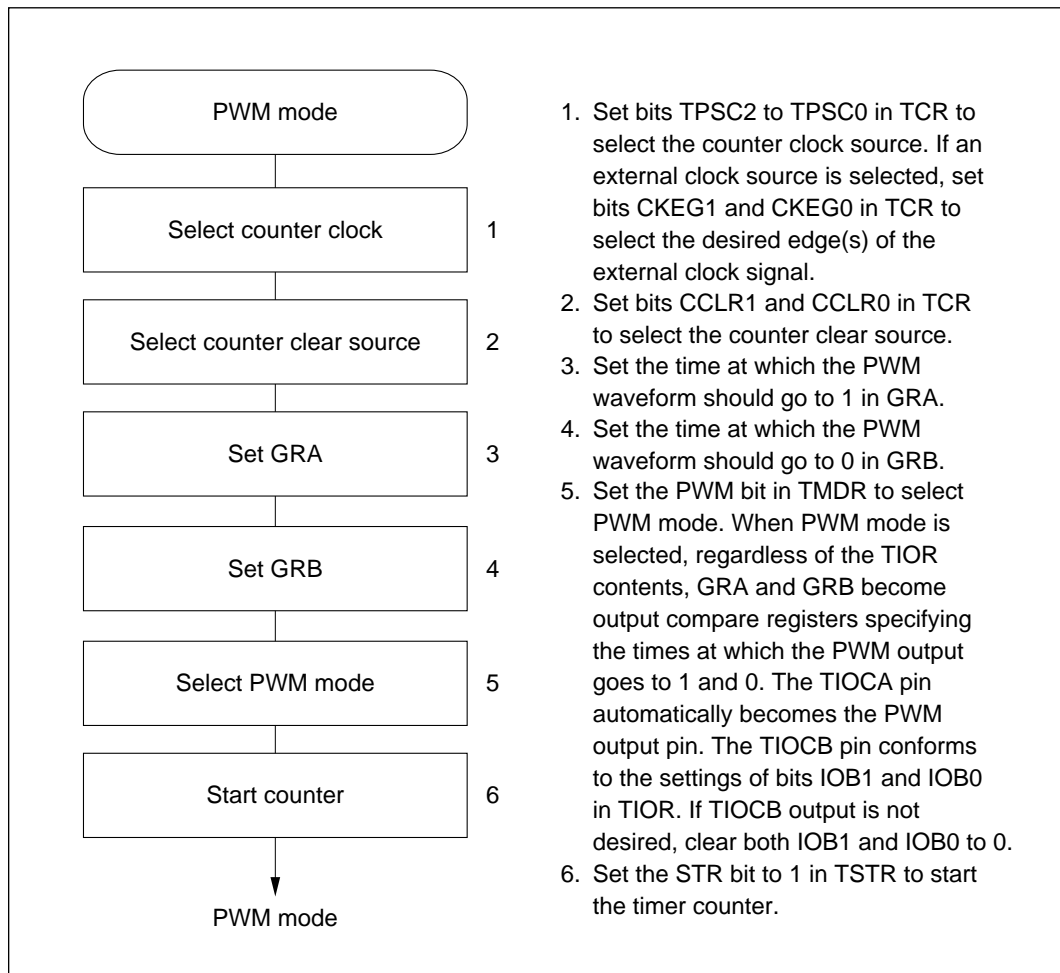 PWM mode
Select counter clock 1
Select counter clear source 2
Set GRA 3
Set GRB 4
Select PWM mode 5
Start counter 6
PWM mode
1. Set bits TPSC2 to TPSC0 in TCR to
select the counter clock source. If an
external clock source is selected, set
bits CKEG1 and CKEG0 in TCR to
select the desired edge(s) of the
external clock signal.
2. Set bits CCLR1 and CCLR0 in TCR
to select the counter clear source.
3. Set the time at which the PWM
waveform should go to 1 in GRA.
4. Set the time at which the PWM
waveform should go to 0 in GRB.
5. Set the PWM bit in TMDR to select
PWM mode. When PWM mode is
selected, regardless of the TIOR
contents, GRA and GRB become
output compare registers specifying
the times at which the PWM output
goes to 1 and 0. The TIOCA pin
automatically becomes the PWM
output pin. The TIOCB pin conforms
to the settings of bits IOB1 and IOB0
in TIOR. If TIOCB output is not
desired, clear both IOB1 and IOB0 to 0.
6. Set the STR bit to 1 in TSTR to start
the timer counter.